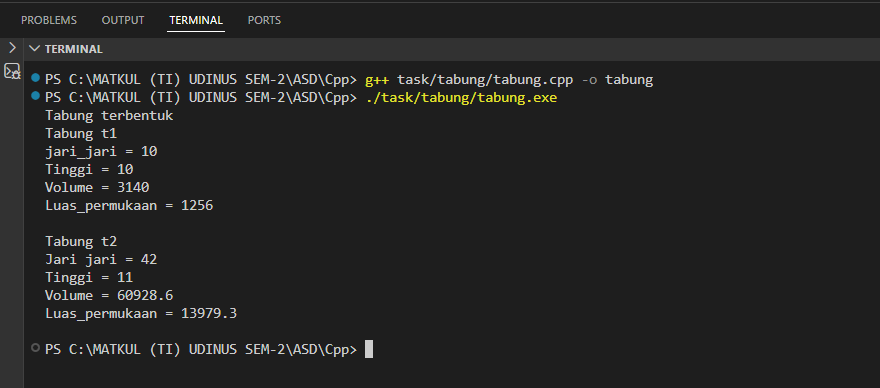 PROBLEMS OUTPUT TERMINAL PORTS
TERMINAL
PS C:\MATKUL (TI) UDINUS SEM-2\ASD\Cpp> g++ task/tabung/tabung.cpp -o tabung
PS C:\MATKUL (TI) UDINUS SEM-2\ASD\Cpp> ./task/tabung/tabung.exe
Tabung terbentuk
Tabung t1
jari_jari = 10
Tinggi = 10
Volume = 3140
Luas_permukaan = 1256
Tabung t2
Jari jari = 42
Tinggi = 11
Volume = 60928.6
Luas_permukaan = 13979.3
PS C:\MATKUL (TI) UDINUS SEM-2\ASD\Cpp>